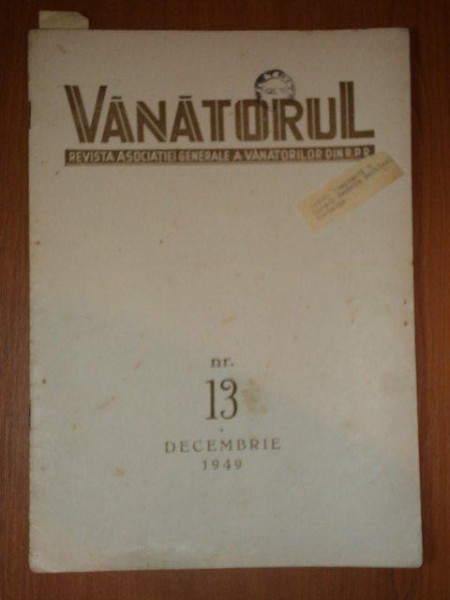 VÂNĂTORUL
REVISTA ASOCIAȚIEI GENERALE A VÂNĂTORILOR DIN R.P.R.
nr.
13
DECEMBRIE
1949